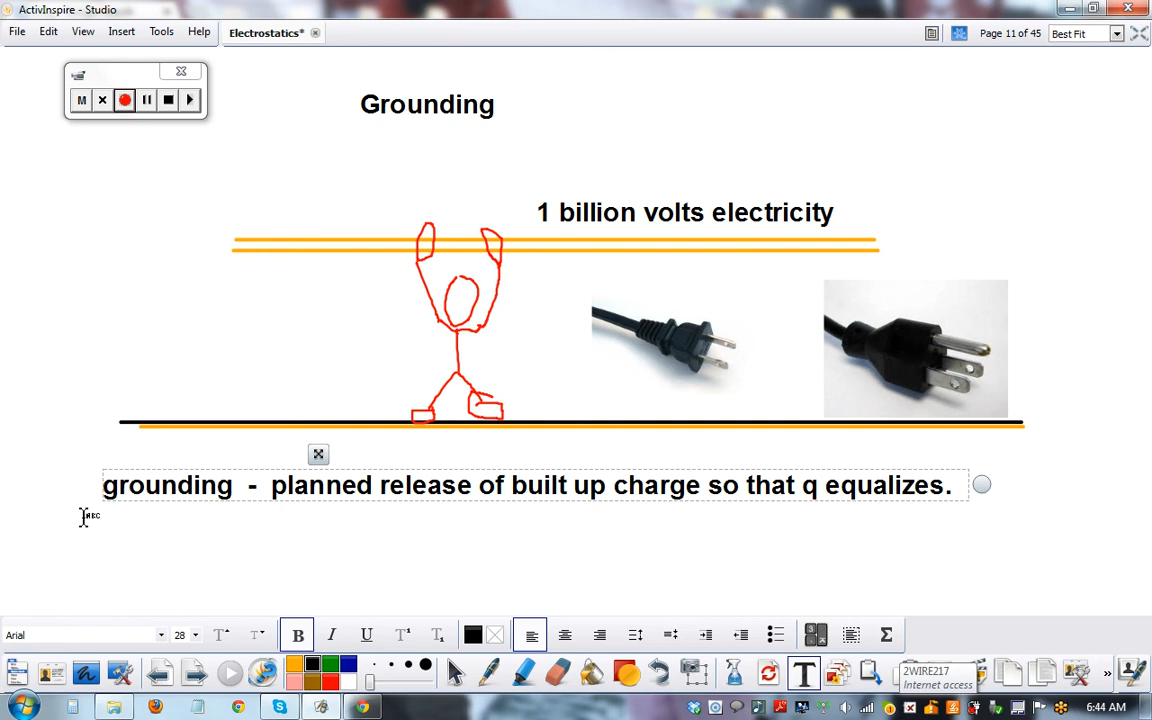 ActivInspire - Studio
File Edit View Insert Tools Help
Electrostatics*
Page 11 of 45
Best Fit
M
Grounding
1 billion volts electricity
grounding - planned release of built up charge so that q equalizes.
ABC
Arial 28
B I U
2WIRE217
Internet access
6:44 AM